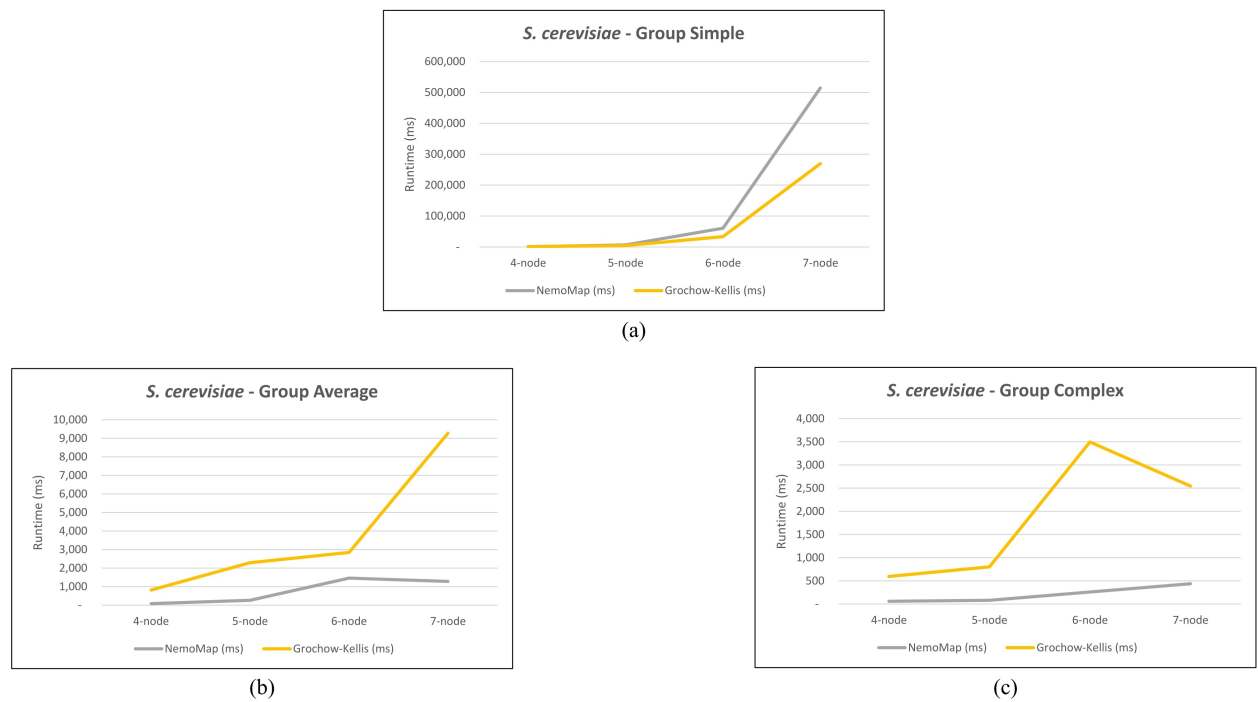 S. cerevisiae - Group Simple
600,000
500,000
400,000
300,000
200,000
100,000
-
Runtime (ms)
4-node 5-node 6-node 7-node
NemoMap (ms) Grochow-Kellis (ms)
(a)
S. cerevisiae - Group Average
10,000
9,000
8,000
7,000
6,000
5,000
4,000
3,000
2,000
1,000
-
Runtime (ms)
4-node 5-node 6-node 7-node
NemoMap (ms) Grochow-Kellis (ms)
(b)
S. cerevisiae - Group Complex
4,000
3,500
3,000
2,500
2,000
1,500
1,000
500
-
Runtime (ms)
4-node 5-node 6-node 7-node
NemoMap (ms) Grochow-Kellis (ms)
(c)